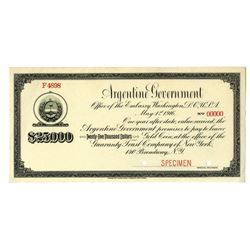 Argentine Government
F 4898
Office of the Embassy, Washington, D.C., U.S.A.
May 1st 1916.
Nº 00000
One year after date, value received, the
Argentine Government promises to pay to bearer
$25000
Twenty Five Thousand Dollars Gold Coin, at the office of the
Guaranty Trust Company of New York,
140 Broadway, N.Y.
SPECIMEN